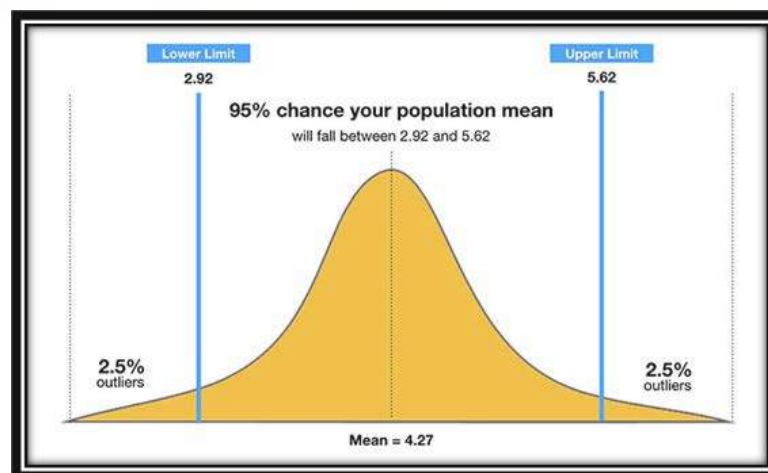 Lower Limit
2.92
Upper Limit
5.62
95% chance your population mean
will fall between 2.92 and 5.62
2.5%
outliers
2.5%
outliers
Mean = 4.27